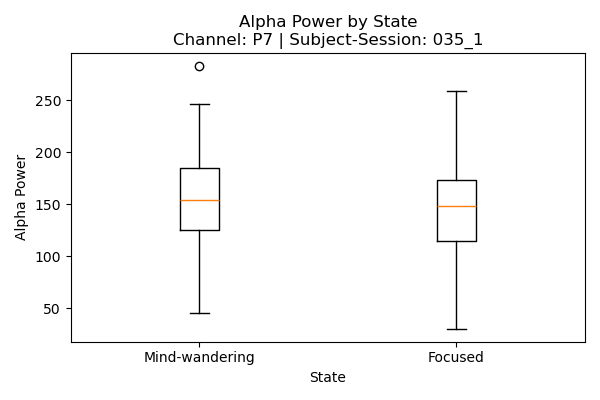 Alpha Power by State
Channel: P7 | Subject-Session: 035_1
250
200
150
100
50
Alpha Power
Mind-wandering
Focused
State